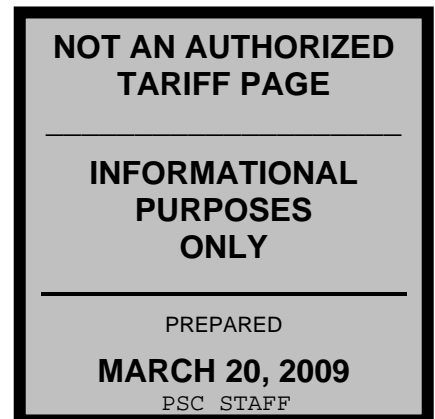 NOT AN AUTHORIZED
TARIFF PAGE
INFORMATIONAL
PURPOSES
ONLY
PREPARED
MARCH 20, 2009
PSC STAFF